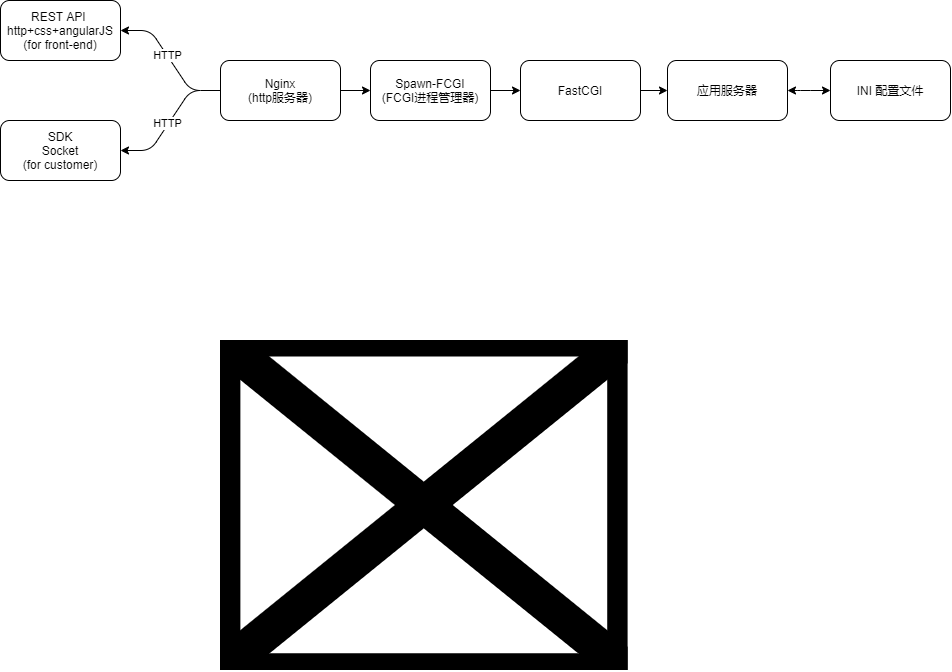 REST API
http+css+angularJS
(for front-end)
HTTP
HTTP
SDK
Socket
(for customer)
Nginx
(http服务器)
Spawn-FCGI
(FCGI进程管理器)
FastCGI
应用服务器
INI 配置文件